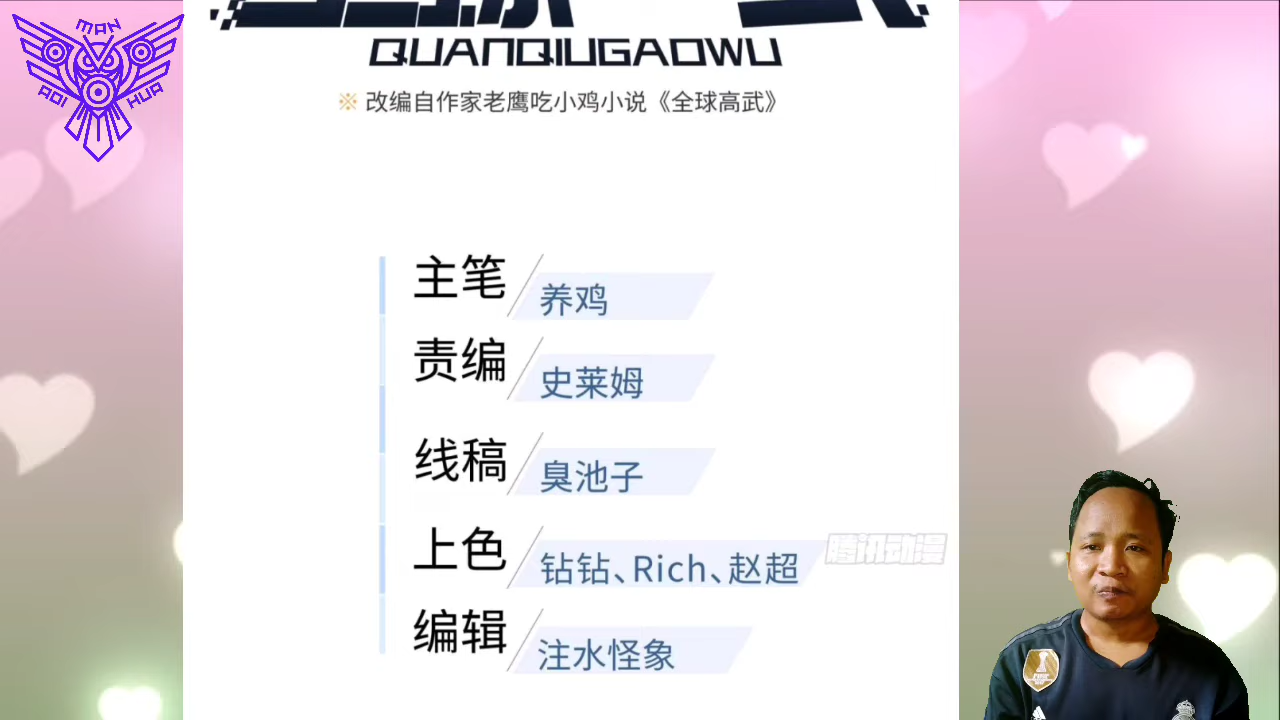 MAN
AOI HUA
QUANQIUGAOWU
※ 改编自作家老鹰吃小鸡小说《全球高武》
主笔 养鸡
责编 史莱姆
线稿 臭池子
上色 钻钻、Rich、赵超
腾讯动漫
编辑 注水怪象